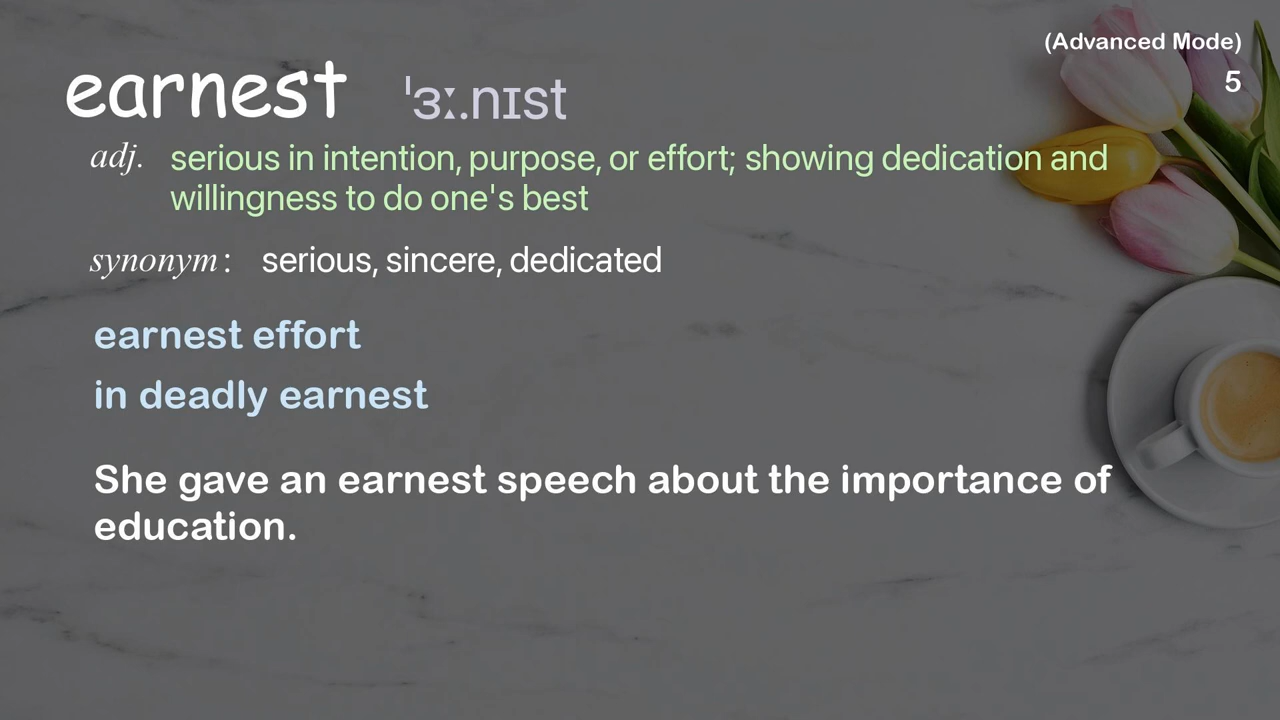 (Advanced Mode)
5
earnest ˈɜː.nɪst
adj. serious in intention, purpose, or effort; showing dedication and
willingness to do one's best
synonym : serious, sincere, dedicated
earnest effort
in deadly earnest
She gave an earnest speech about the importance of
education.